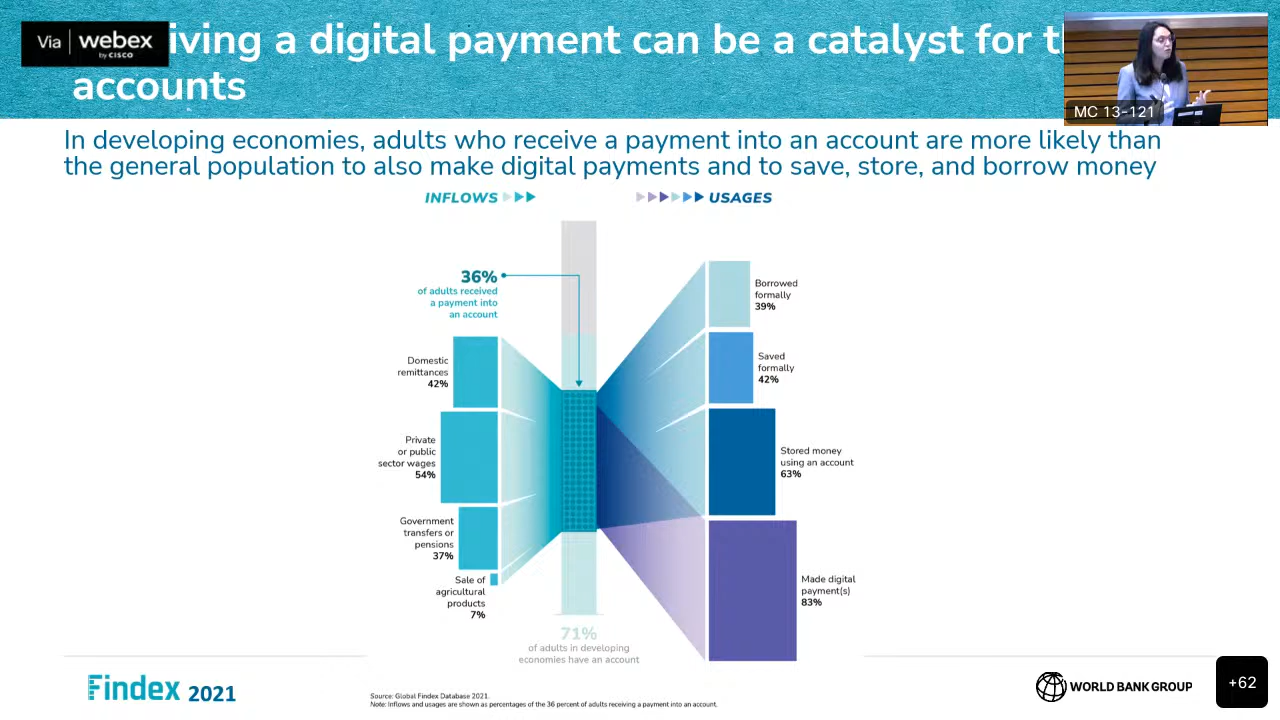 Via webex
by CISCO
iving a digital payment can be a catalyst for t
accounts
MC 13-121
In developing economies, adults who receive a payment into an account are more likely than
the general population to also make digital payments and to save, store, and borrow money
INFLOWS
USAGES
36%
of adults received
a payment into
an account
Domestic
remittances
42%
Private
or public
sector wages
54%
Government
transfers or
pensions
37%
Sale of
agricultural
products
7%
Borrowed
formally
39%
Saved
formally
42%
Stored money
using an account
63%
Made digital
payment(s)
83%
71%
of adults in developing
economies have an account
Findex 2021
Source: Global Findex Database 2021.
Note: Inflows and usages are shown as percentages of the 36 percent of adults receiving a payment into an account.
WORLD BANK GROUP
+62